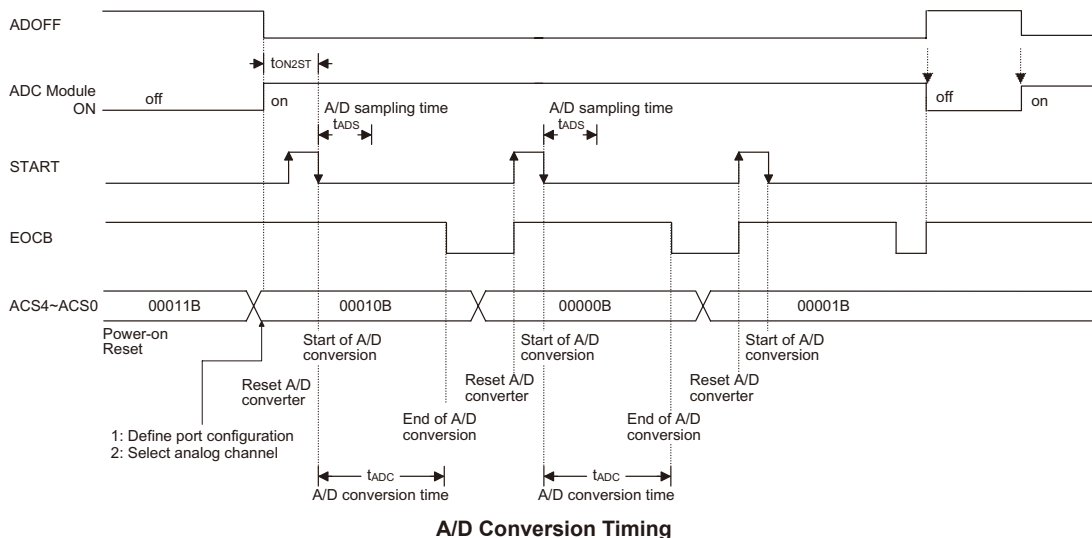 ADOFF
tON2ST
ADC Module
ON
off
on
off
on
A/D sampling time
tADS
A/D sampling time
tADS
START
EOCB
ACS4~ACS0
00011B
00010B
00000B
00001B
Power-on
Reset
Start of A/D
conversion
Start of A/D
conversion
Start of A/D
conversion
Reset A/D
converter
Reset A/D
converter
Reset A/D
converter
End of A/D
conversion
End of A/D
conversion
1: Define port configuration
2: Select analog channel
tADC
A/D conversion time
tADC
A/D conversion time
A/D Conversion Timing